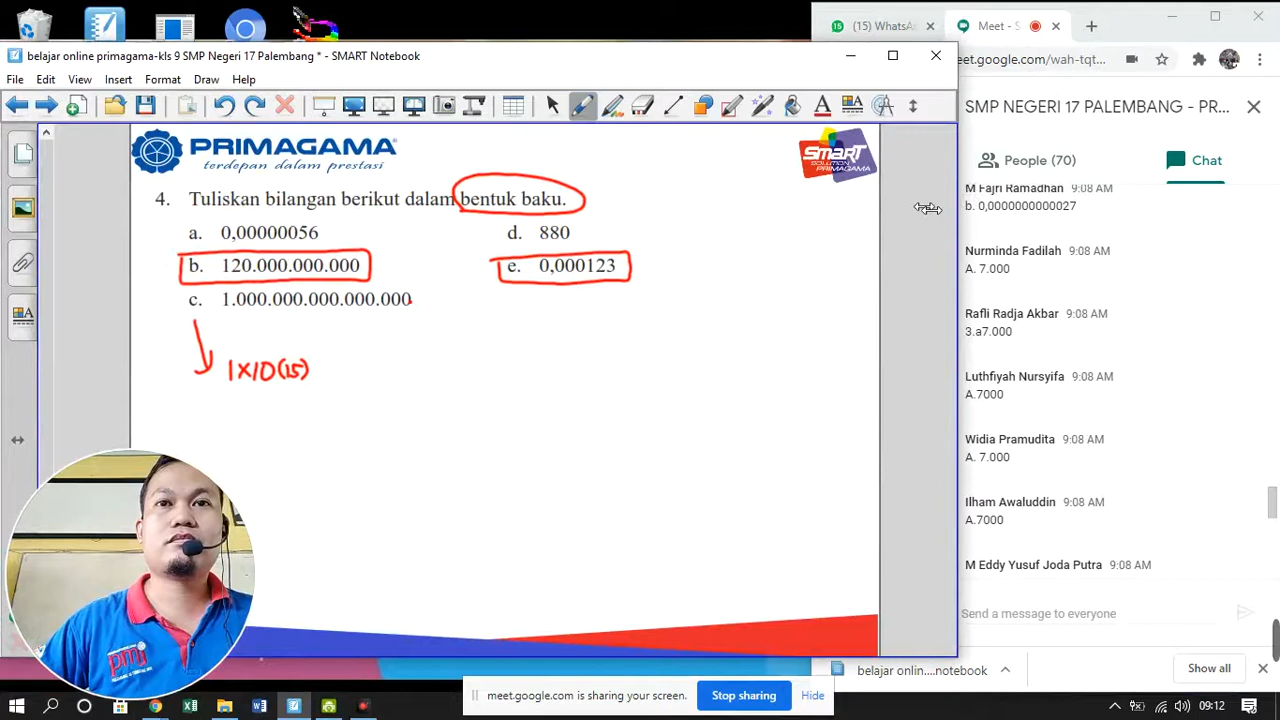 (15) WhatsA
Meet - S
belajar online primagama-kls 9 SMP Negeri 17 Palembang * - SMART Notebook
eet.google.com/wah-tqt...
File Edit View Insert Format Draw Help
SMP NEGERI 17 PALEMBANG - PR...
People (70)
Chat
PRIMAGAMA®
terdepan dalam prestasi
SMART
SOLUTION
PRIMAGAMA
4. Tuliskan bilangan berikut dalam bentuk baku.
a. 0,00000056
d. 880
b. 120.000.000.000
e. 0,000123
c. 1.000.000.000.000.000
1x10(15)
M Fajri Ramadhan 9:08 AM
b. 0,0000000000027
Nurminda Fadilah 9:08 AM
A. 7.000
Rafli Radja Akbar 9:08 AM
3.a7.000
Luthfiyah Nursyifa 9:08 AM
A.7000
Widia Pramudita 9:08 AM
A. 7.000
Ilham Awaluddin 9:08 AM
A.7000
M Eddy Yusuf Joda Putra 9:08 AM
Send a message to everyone
pmi
belajar onlin....notebook
Show all
meet.google.com is sharing your screen.
Stop sharing
Hide
09:12